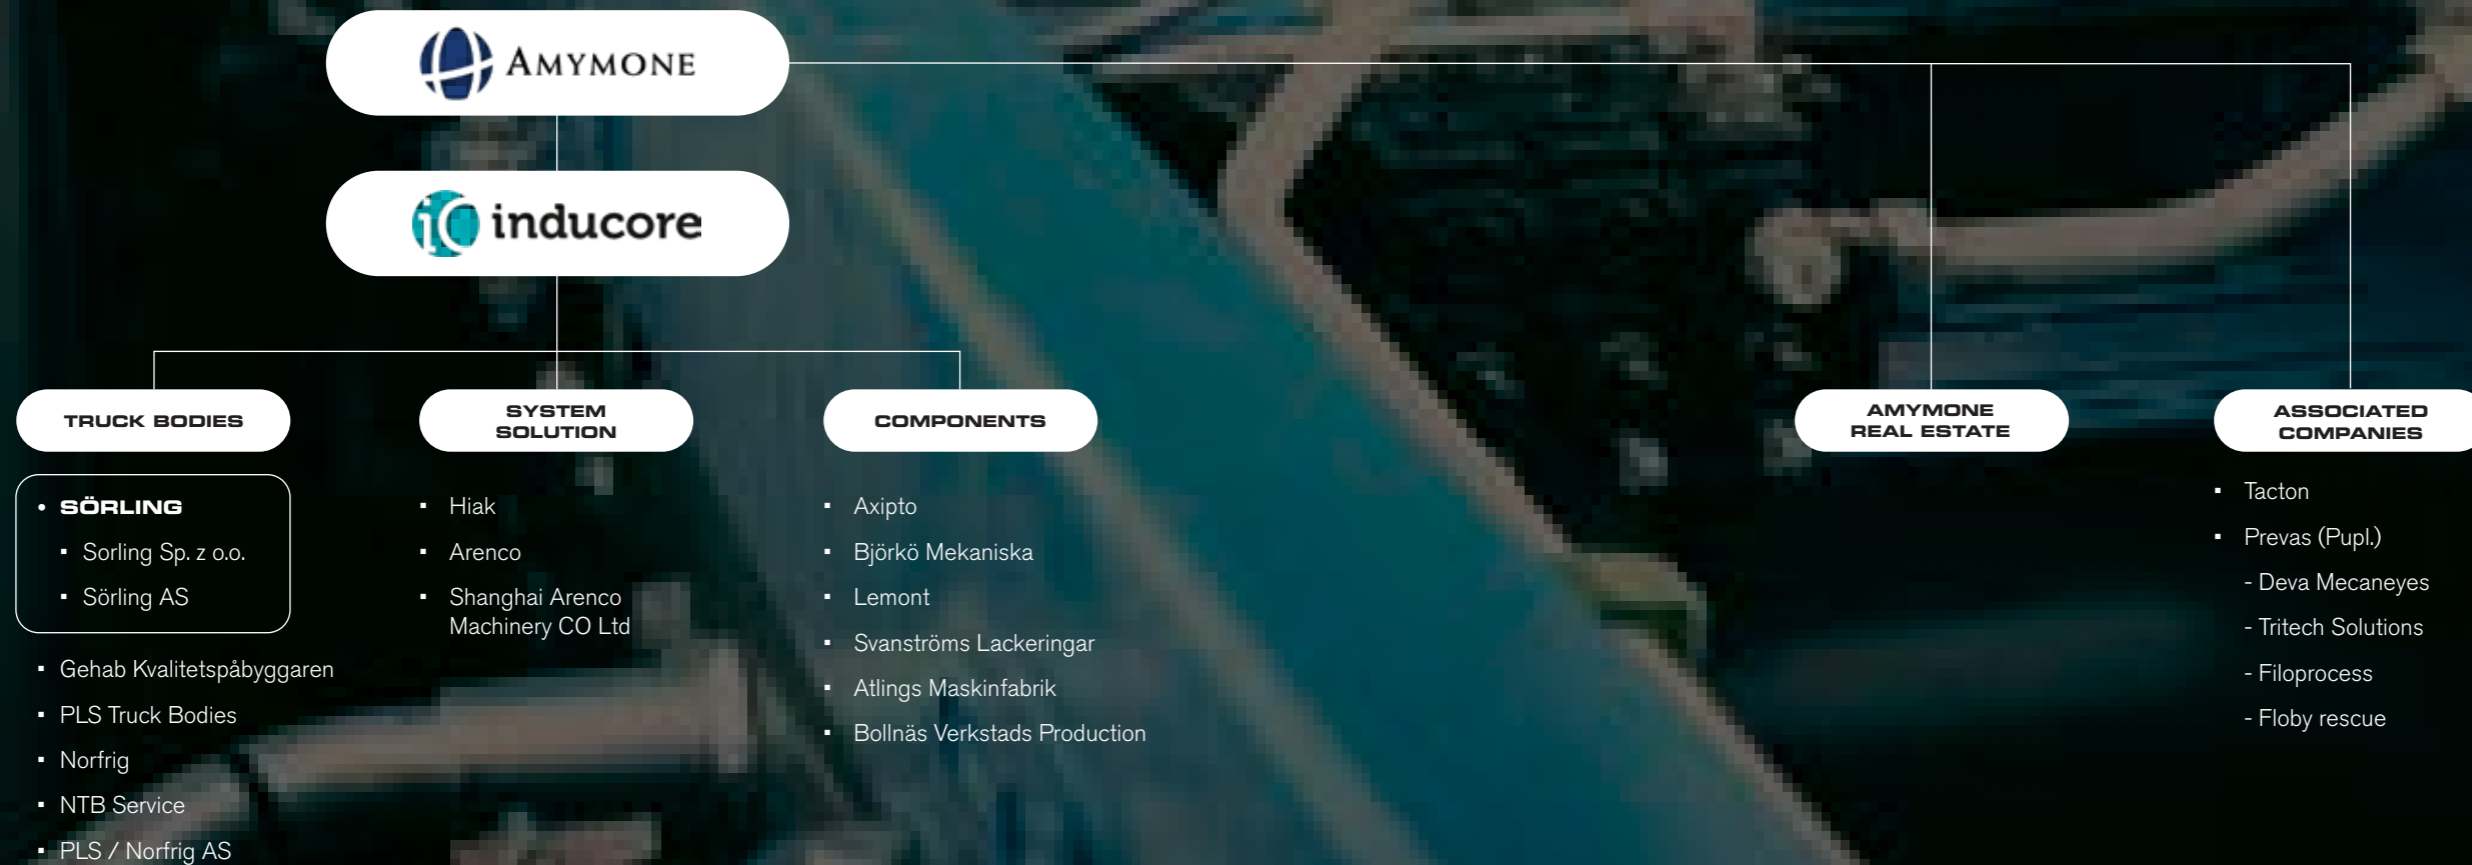 AMYMONE
iC inducore
TRUCK BODIES
• SÖRLING
▪ Sorling Sp. z o.o.
▪ Sörling AS
▪ Gehab Kvalitetspåbyggaren
▪ PLS Truck Bodies
▪ Norfrig
▪ NTB Service
▪ PLS / Norfrig AS
SYSTEM
SOLUTION
▪ Hiak
▪ Arenco
▪ Shanghai Arenco
Machinery CO Ltd
COMPONENTS
▪ Axipto
▪ Björkö Mekaniska
▪ Lemont
▪ Svanströms Lackeringar
▪ Atlings Maskinfabrik
▪ Bollnäs Verkstads Production
AMYMONE
REAL ESTATE
ASSOCIATED
COMPANIES
▪ Tacton
▪ Prevas (Pupl.)
- Deva Mecaneyes
- Tritech Solutions
- Filoprocess
- Floby rescue